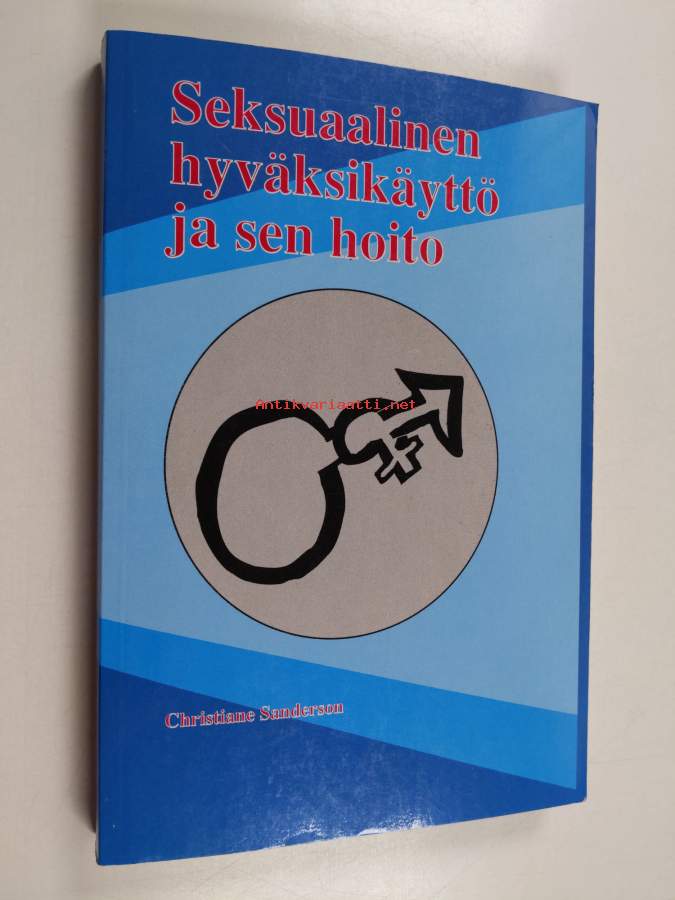 Seksuaalinen
hyväksikäyttö
ja sen hoito
Antikvariaatti.net
Christiane Sanderson